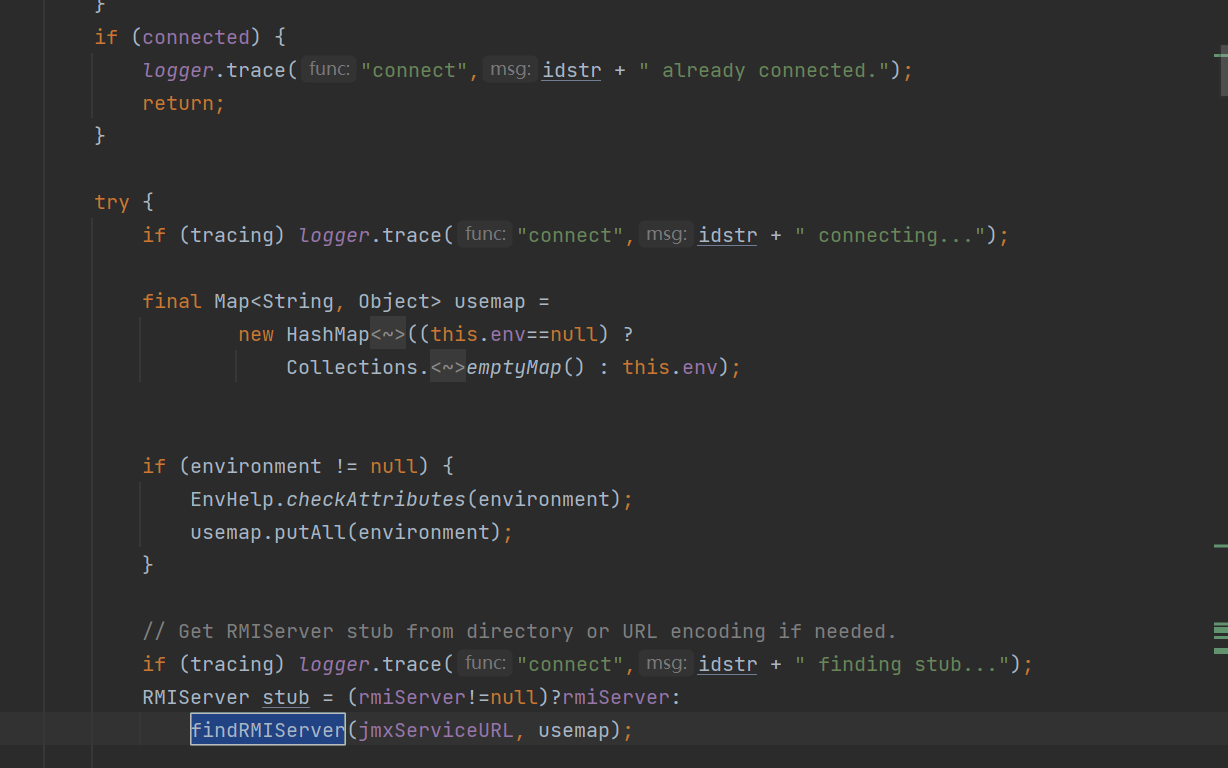 }
if (connected) {
logger.trace( func: "connect", msg: idstr + " already connected.");
return;
}
try {
if (tracing) logger.trace( func: "connect", msg: idstr + " connecting...");
final Map<String, Object> usemap =
new HashMap<~>((this.env==null) ?
Collections.<~>emptyMap() : this.env);
if (environment != null) {
EnvHelp.checkAttributes(environment);
usemap.putAll(environment);
}
// Get RMIServer stub from directory or URL encoding if needed.
if (tracing) logger.trace( func: "connect", msg: idstr + " finding stub...");
RMIServer stub = (rmiServer!=null)?rmiServer:
findRMIServer(jmxServiceURL, usemap);